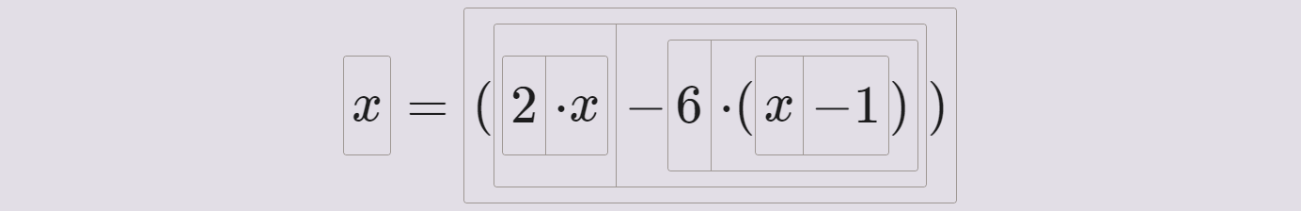 x = (2 · x − 6 · (x − 1))